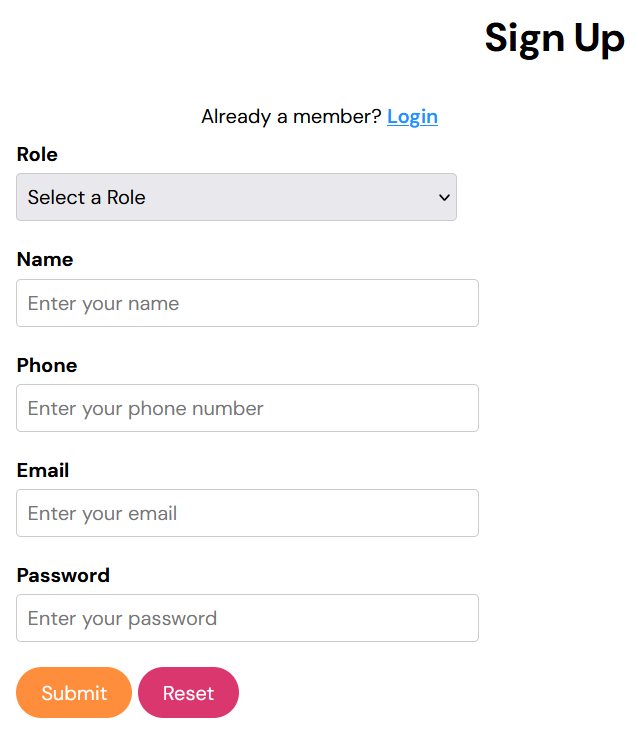 Sign Up
Already a member? Login
Role
Select a Role
Name
Enter your name
Phone
Enter your phone number
Email
Enter your email
Password
Enter your password
Submit Reset